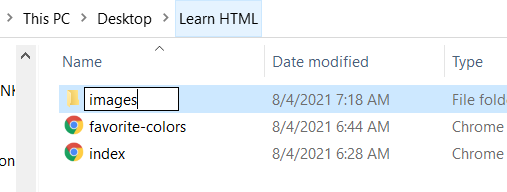 This PC > Desktop > Learn HTML
Name Date modified Type
images 8/4/2021 7:18 AM File fold
favorite-colors 8/4/2021 6:44 AM Chrome
index 8/4/2021 6:28 AM Chrome